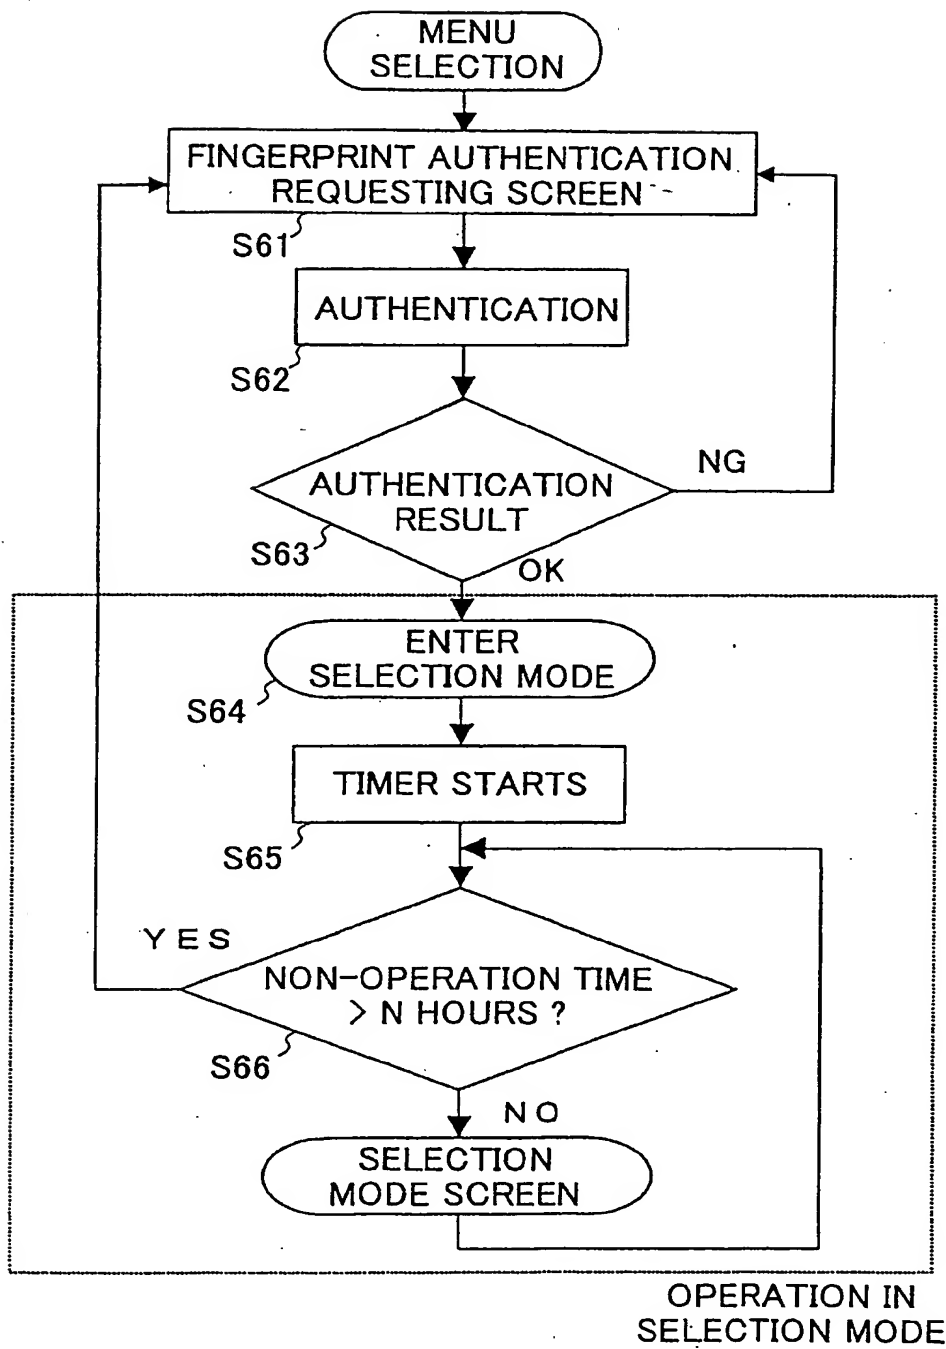 MENU
SELECTION
FINGERPRINT AUTHENTICATION
REQUESTING SCREEN
S61
AUTHENTICATION
S62
NG
AUTHENTICATION
RESULT
S63
OK
ENTER
SELECTION MODE
S64
TIMER STARTS
S65
YES
NON-OPERATION TIME
> N HOURS ?
S66
NO
SELECTION
MODE SCREEN
OPERATION IN
SELECTION MODE